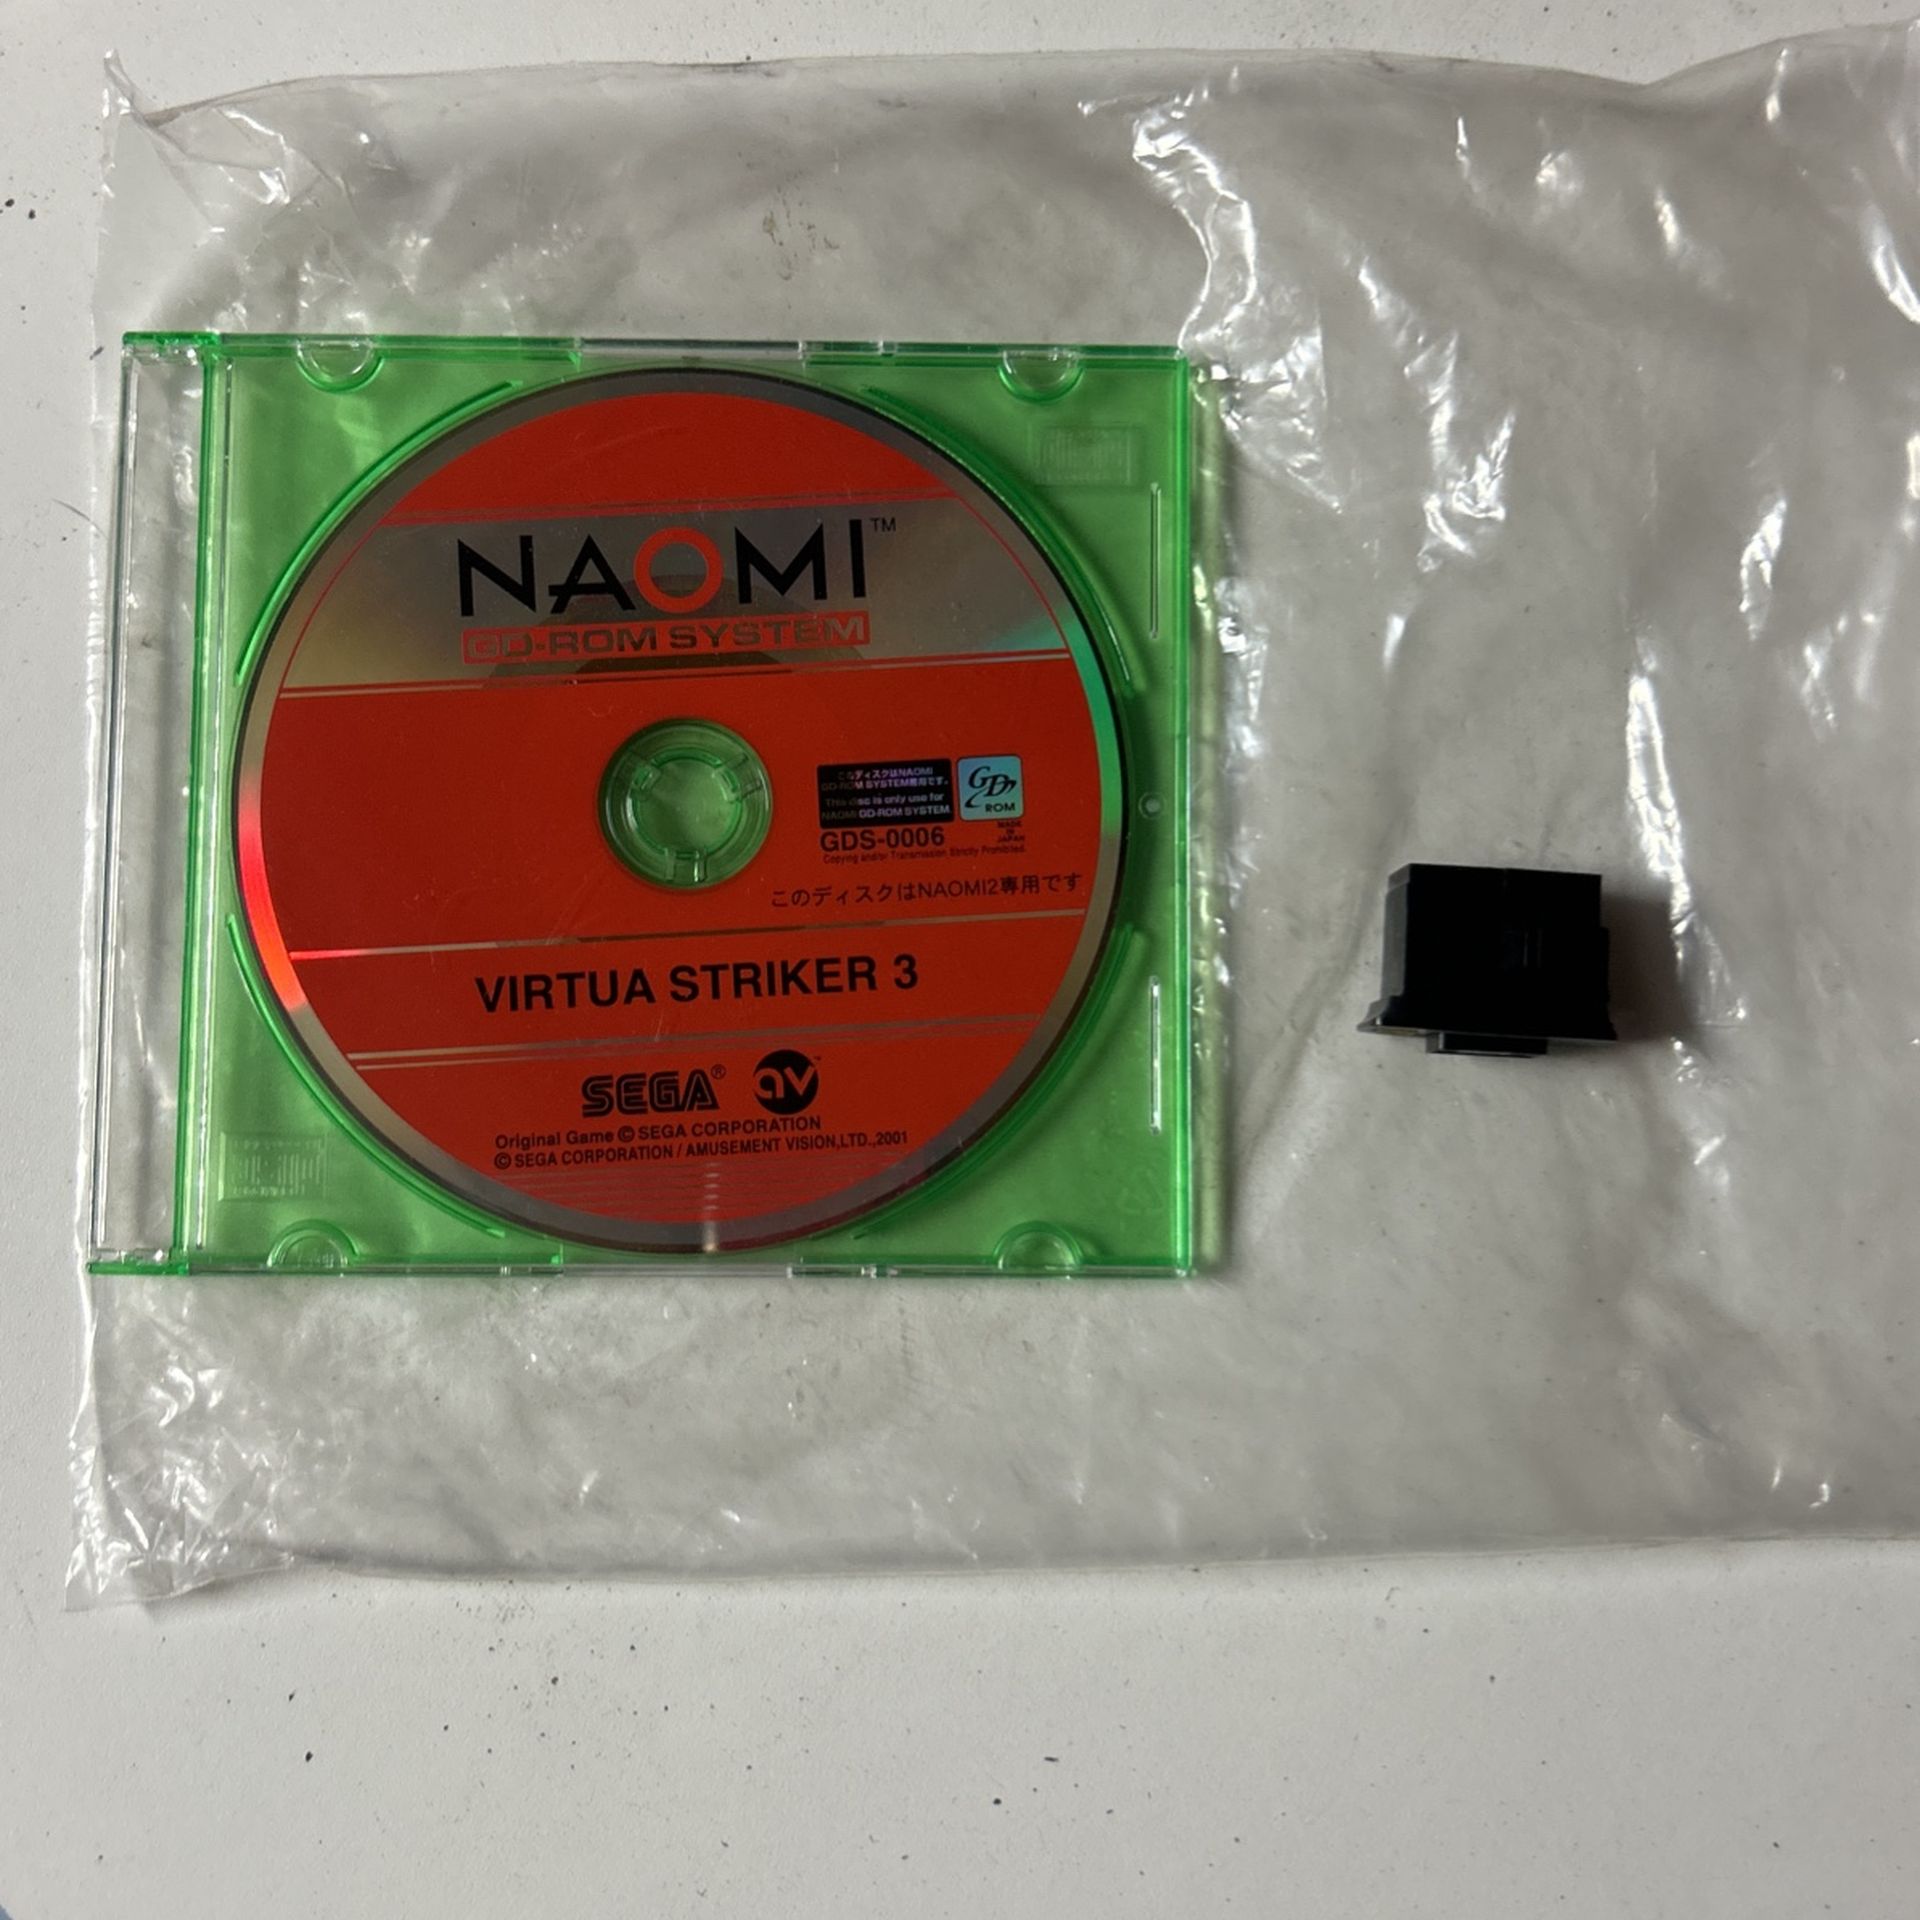 NAOMI™
GD-ROM SYSTEM
このディスクはNAOMI
GD-ROM SYSTEM専用です。
This disc is only use for
NAOMI GD-ROM SYSTEM.
GD
ROM
MADE
IN
JAPAN
GDS-0006
Copying and/or Transmission Strictly Prohibited.
このディスクはNAOMI2専用です
VIRTUA STRIKER 3
SEGA® av™
Original Game © SEGA CORPORATION
© SEGA CORPORATION / AMUSEMENT VISION,LTD.,2001